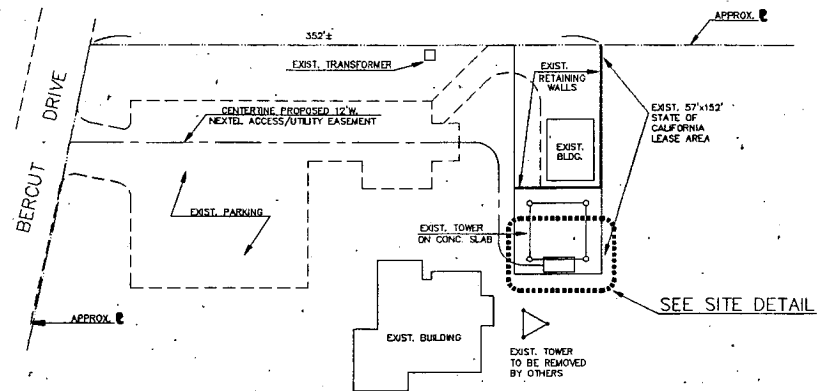 APPROX. ⅊
352'±
EXIST. TRANSFORMER
EXIST.
RETAINING
WALLS
EXIST. 57'x152'
STATE OF
CALIFORNIA
LEASE AREA
CENTERLINE PROPOSED 12'W.
NEXTEL ACCESS/UTILITY EASEMENT
EXIST.
BLDG.
BERCUT DRIVE
EXIST. PARKING
EXIST. TOWER
ON CONC. SLAB
SEE SITE DETAIL
APPROX. ⅊
EXIST. BUILDING
EXIST. TOWER
TO BE REMOVED
BY OTHERS